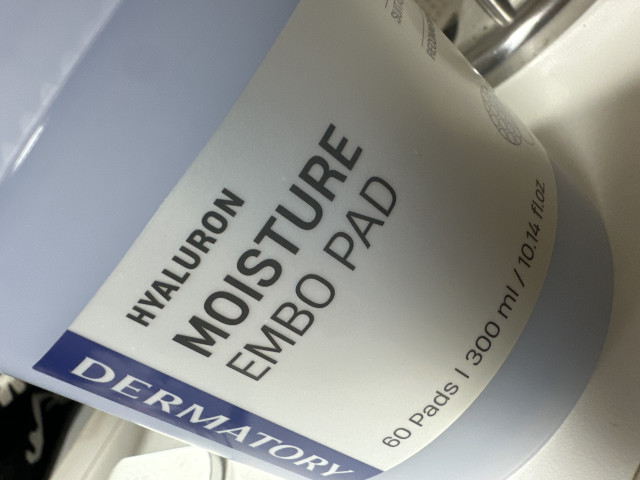 HYALURON
MOISTURE
EMBO PAD
60 Pads | 300 ml / 10.14 fl.oz
DERMATORY